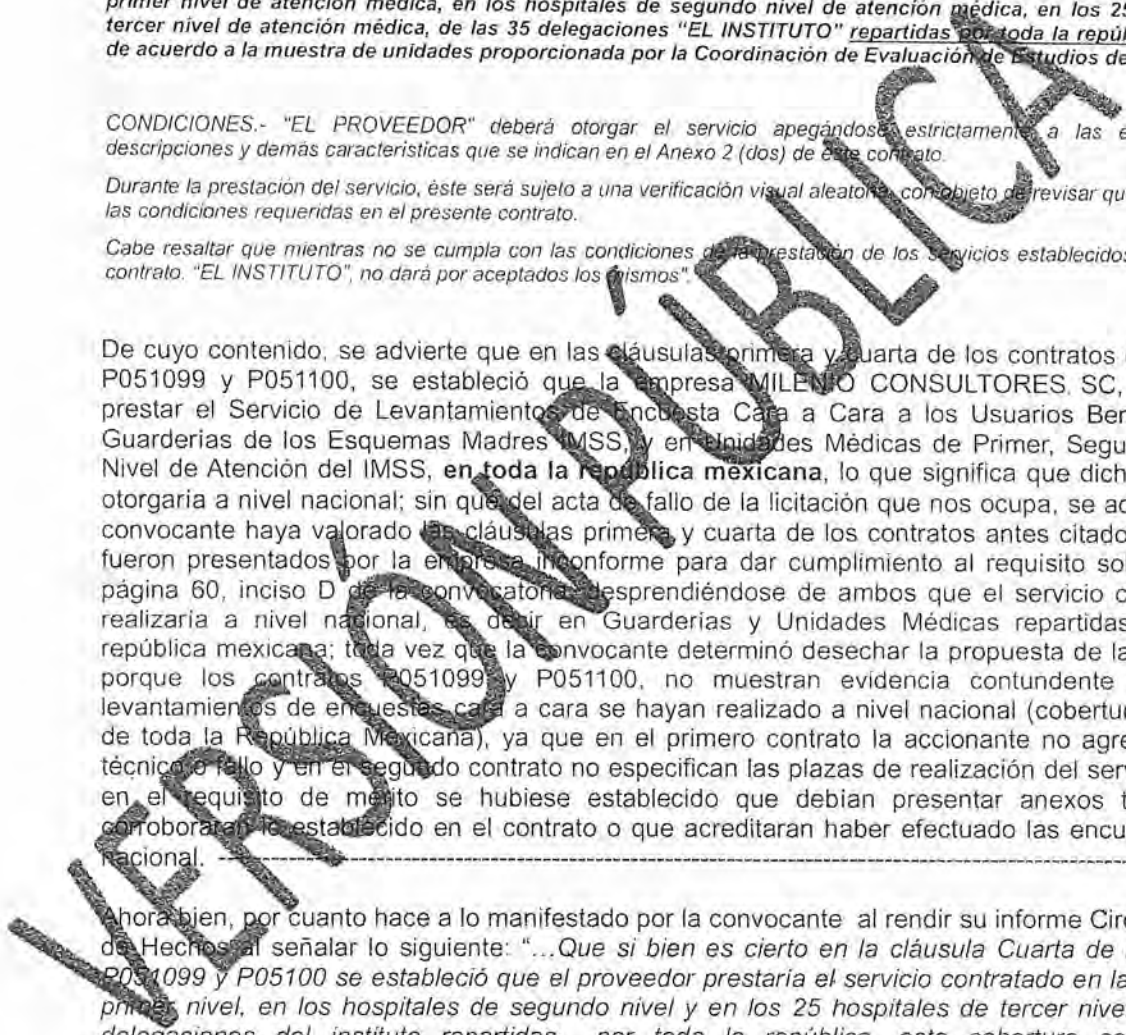 primer nivel de atención médica, en los hospitales de segundo nivel de atención médica, en los 25
tercer nivel de atención médica, de las 35 delegaciones "EL INSTITUTO" repartidas por toda la repúl
de acuerdo a la muestra de unidades proporcionada por la Coordinación de Evaluación de Estudios de
CONDICIONES.- "EL PROVEEDOR" deberá otorgar el servicio apegándose estrictamente a las e
descripciones y demás características que se indican en el Anexo 2 (dos) de este contrato.
Durante la prestación del servicio, éste será sujeto a una verificación visual aleatoria, con objeto de revisar qu
las condiciones requeridas en el presente contrato.
Cabe resaltar que mientras no se cumpla con las condiciones de la prestación de los servicios establecidos
contrato. "EL INSTITUTO", no dará por aceptados los mismos".
De cuyo contenido, se advierte que en las cláusulas primera y cuarta de los contratos
P051099 y P051100, se estableció que la empresa MILENIO CONSULTORES, SC,
prestar el Servicio de Levantamientos de Encuesta Cara a Cara a los Usuarios Ben
Guarderías de los Esquemas Madres IMSS, y en Unidades Médicas de Primer, Segu
Nivel de Atención del IMSS, en toda la república mexicana, lo que significa que dich
otorgaria a nivel nacional; sin que del acta de fallo de la licitación que nos ocupa, se ad
convocante haya valorado las cláusulas primera y cuarta de los contratos antes citado
fueron presentados por la empresa inconforme para dar cumplimiento al requisito sol
página 60, inciso D de la convocatoria, desprendiéndose de ambos que el servicio c
realizaría a nivel nacional, es decir en Guarderías y Unidades Médicas repartidas
república mexicana; toda vez que la convocante determinó desechar la propuesta de la
porque los contratos P051099 y P051100, no muestran evidencia contundente
levantamientos de encuestas cara a cara se hayan realizado a nivel nacional (cobertu
de toda la República Mexicana), ya que en el primero contrato la accionante no agre
técnico o fallo y en el segundo contrato no especifican las plazas de realización del ser
en el requisito de mérito se hubiese establecido que debían presentar anexos t
corroboraran lo establecido en el contrato o que acreditaran haber efectuado las encu
nacional. ---
Ahora bien, por cuanto hace a lo manifestado por la convocante al rendir su informe Cir
de Hechos al señalar lo siguiente: "...Que si bien es cierto en la cláusula Cuarta de
P051099 y P05100 se estableció que el proveedor prestaría el servicio contratado en la
primer nivel, en los hospitales de segundo nivel y en los 25 hospitales de tercer nivel
delegaciones del instituto repartidas por toda la república, esta cobertura
VERSIÓN PÚBLICA